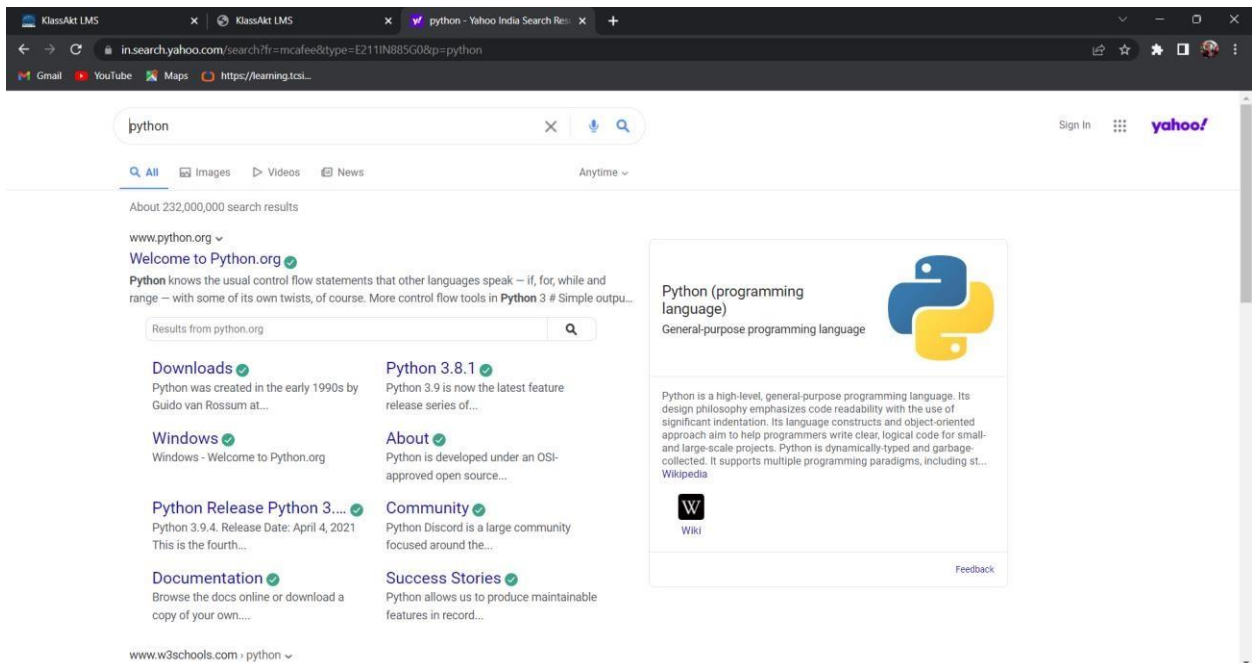 KlassAkt LMS
KlassAkt LMS
python - Yahoo India Search Res
in.search.yahoo.com/search?fr=mcafee&type=E211IN885G0&p=python
Gmail
YouTube
Maps
https://learning.tcsi...
python
Sign In
yahoo!
All
Images
Videos
News
Anytime
About 232,000,000 search results
www.python.org
Welcome to Python.org
Python knows the usual control flow statements that other languages speak — if, for, while and
range — with some of its own twists, of course. More control flow tools in Python 3 # Simple outpu...
Results from python.org
Downloads
Python was created in the early 1990s by
Guido van Rossum at...
Python 3.8.1
Python 3.9 is now the latest feature
release series of...
Windows
Windows - Welcome to Python.org
About
Python is developed under an OSI-
approved open source...
Python Release Python 3....
Python 3.9.4. Release Date: April 4, 2021
This is the fourth...
Community
Python Discord is a large community
focused around the...
Documentation
Browse the docs online or download a
copy of your own....
Success Stories
Python allows us to produce maintainable
features in record...
www.w3schools.com › python
Python (programming
language)
General-purpose programming language
Python is a high-level, general-purpose programming language. Its
design philosophy emphasizes code readability with the use of
significant indentation. Its language constructs and object-oriented
approach aim to help programmers write clear, logical code for small-
and large-scale projects. Python is dynamically-typed and garbage-
collected. It supports multiple programming paradigms, including st...
Wikipedia
W
Wiki
Feedback